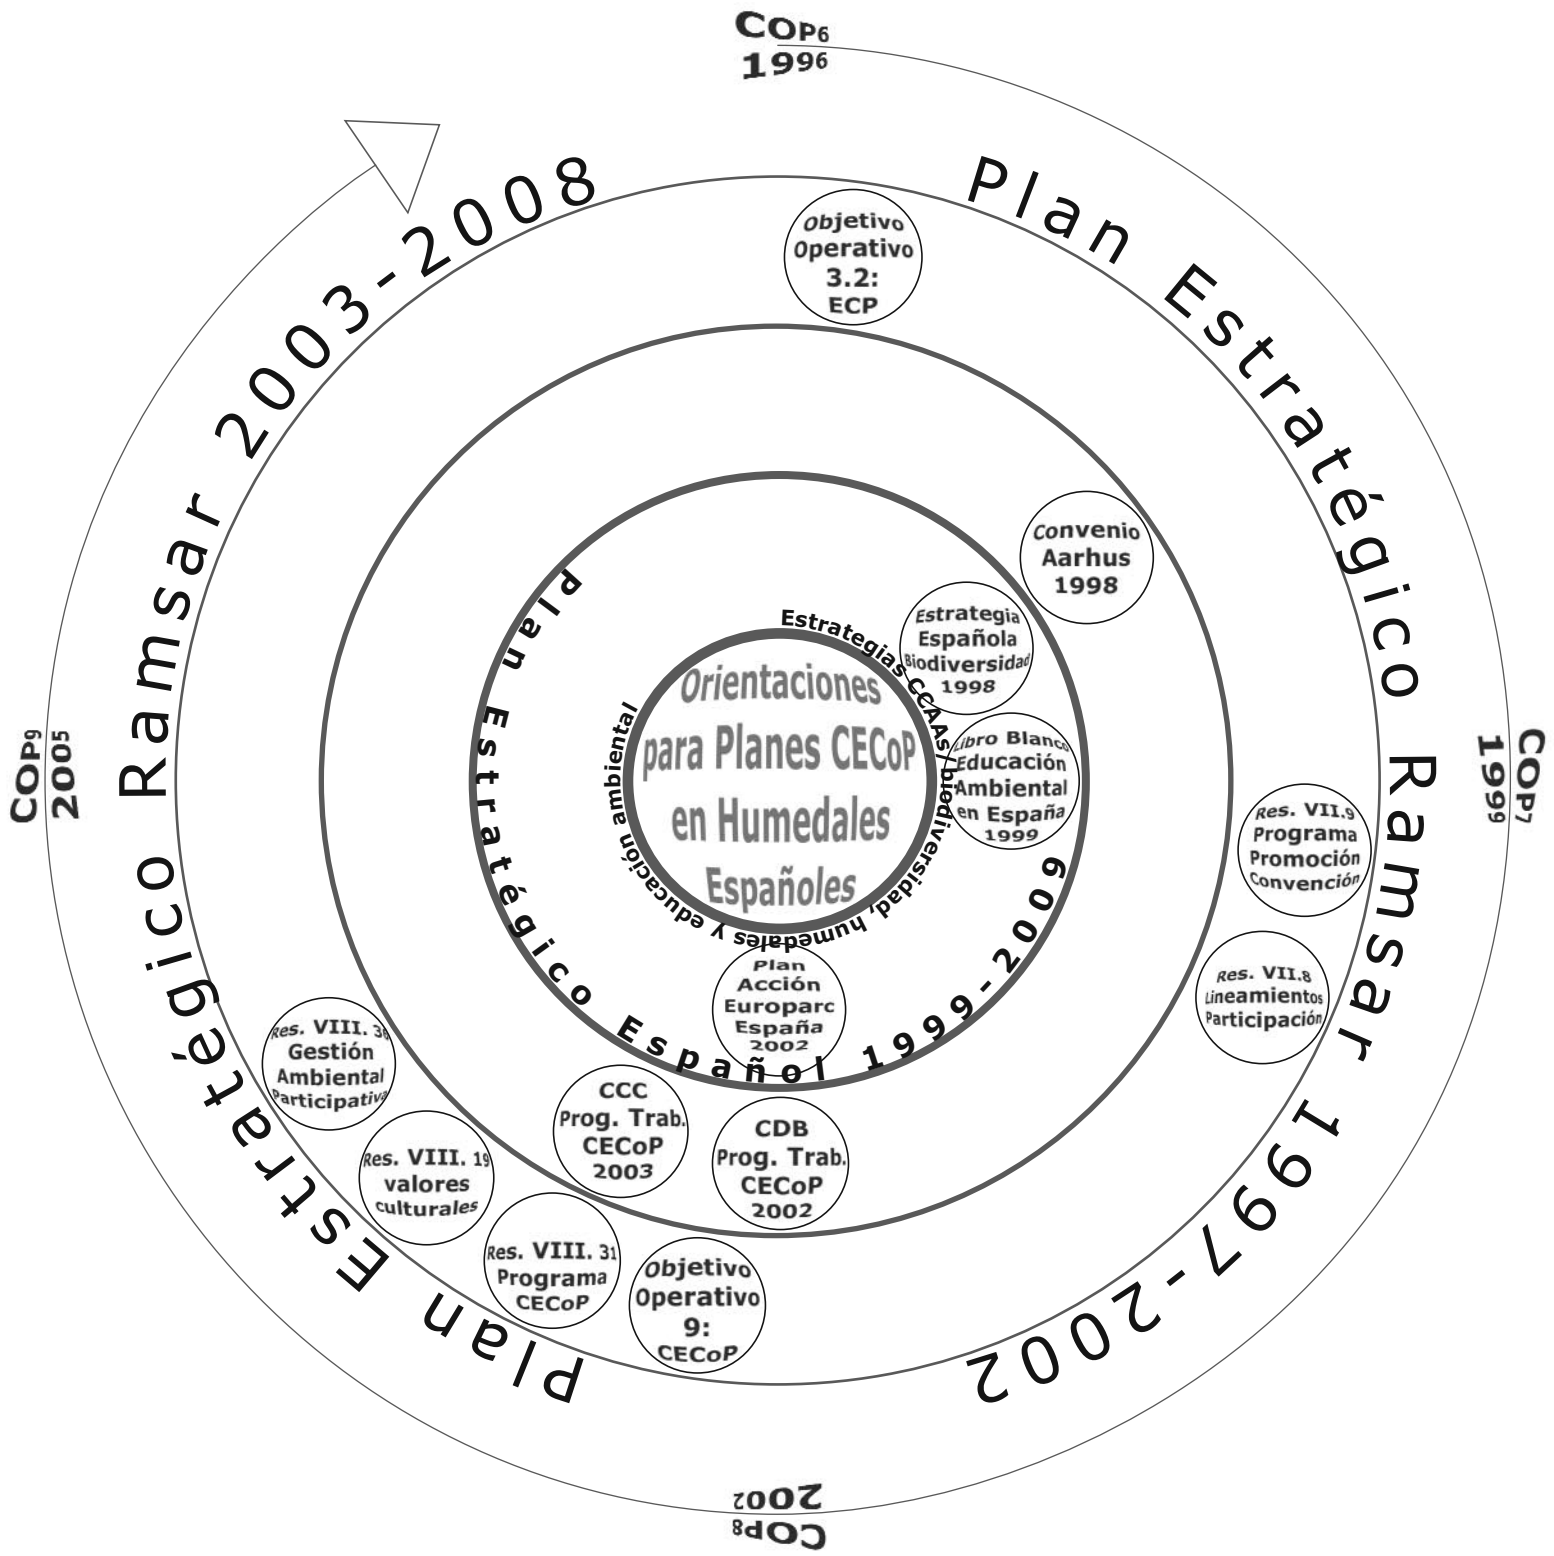 COP6
1996
Plan Estratégico Ramsar 1997-2002
COP7
1999
COP8
2002
Plan Estratégico Ramsar 2003-2008
COP9
2005
Objetivo
Operativo
3.2:
ECP
Res. VII.9
Programa
Promoción
Convención
Res. VII.8
Lineamientos
Participación
Objetivo
Operativo
9:
CECoP
Res. VIII. 31
Programa
CECoP
Res. VIII. 19
valores
culturales
Res. VIII. 36
Gestión
Ambiental
Participativa
Convenio
Aarhus
1998
CDB
Prog. Trab.
CECoP
2002
CCC
Prog. Trab.
CECoP
2003
Plan Estratégico Español 1999-2009
Estrategia
Española
Biodiversidad
1998
Libro Blanco
Educación
Ambiental
en España
1999
Plan
Acción
Europarc
España
2002
Estrategias CCAAs/biodiversidad, humedales y educación ambiental
Orientaciones
para Planes CECoP
en Humedales
Españoles